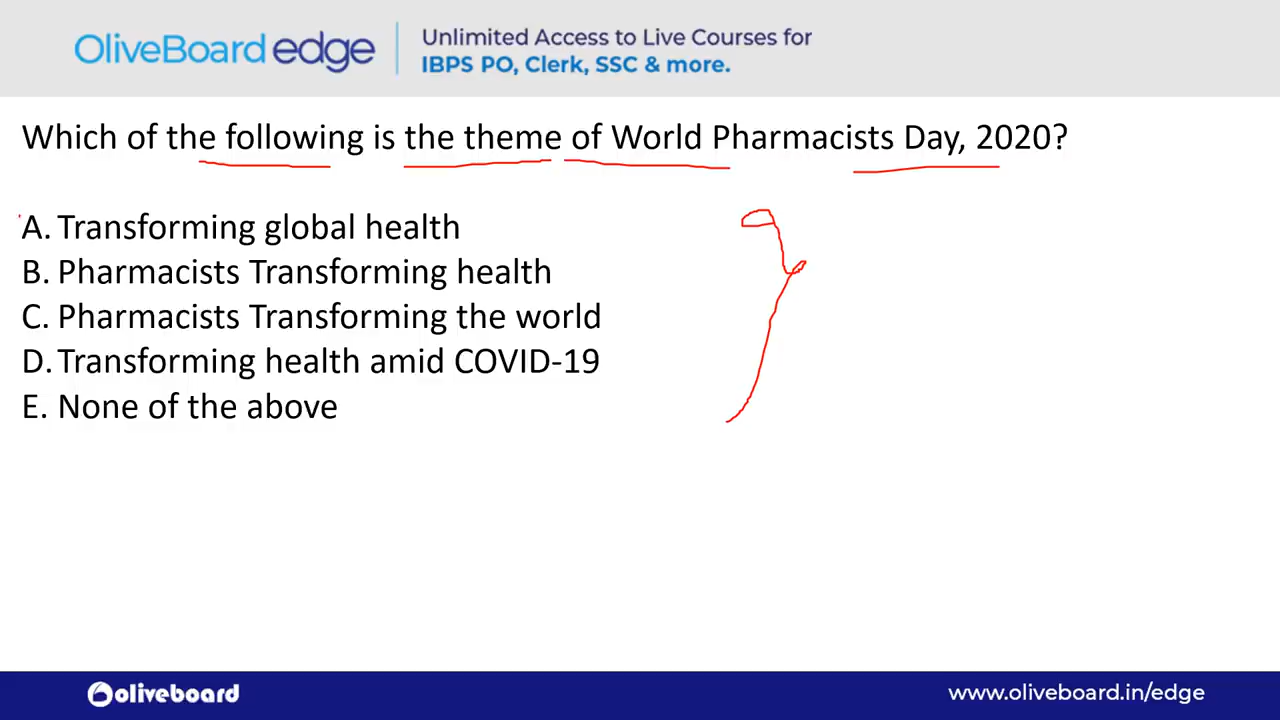 OliveBoard edge
Unlimited Access to Live Courses for
IBPS PO, Clerk, SSC & more.
Which of the following is the theme of World Pharmacists Day, 2020?
A. Transforming global health
B. Pharmacists Transforming health
C. Pharmacists Transforming the world
D. Transforming health amid COVID-19
E. None of the above
oliveboard
www.oliveboard.in/edge